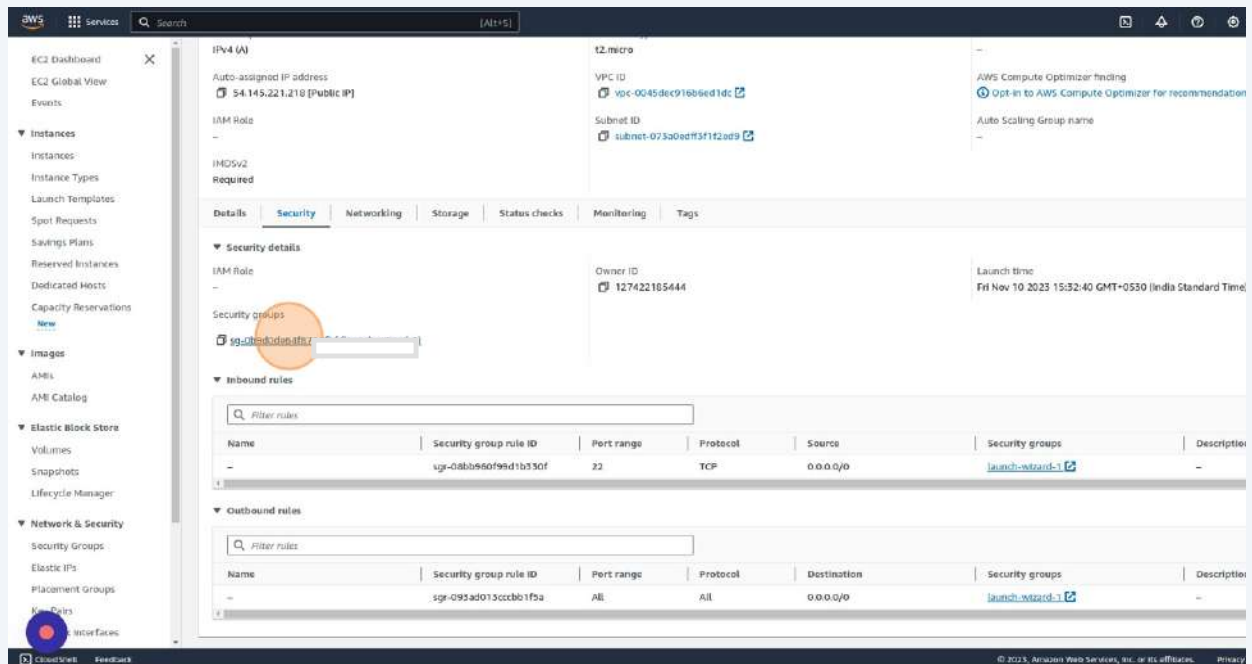 aws Services Search [Alt+S]
EC2 Dashboard
EC2 Global View
Events
Instances
Instances
Instance Types
Launch Templates
Spot Requests
Savings Plans
Reserved Instances
Dedicated Hosts
Capacity Reservations
New
Images
AMIs
AMI Catalog
Elastic Block Store
Volumes
Snapshots
Lifecycle Manager
Network & Security
Security Groups
Elastic IPs
Placement Groups
Key Pairs
Interfaces
IPv4 (A) t2.micro –
Auto-assigned IP address VPC ID AWS Compute Optimizer finding
54.145.221.218 [Public IP] vpc-0045dec916b6ed1dc Opt-in to AWS Compute Optimizer for recommendation
IAM Role Subnet ID Auto Scaling Group name
– subnet-073a0edff3f1f2ed9 –
IMDSv2
Required
Details Security Networking Storage Status checks Monitoring Tags
Security details
IAM Role Owner ID Launch time
– 127422185444 Fri Nov 10 2023 15:32:40 GMT+0530 (India Standard Time)
Security groups
Inbound rules
Filter rules
Name Security group rule ID Port range Protocol Source Security groups Description
– sgr-08bb960f99d1b330f 22 TCP 0.0.0.0/0 launch-wizard-1 –
Outbound rules
Filter rules
Name Security group rule ID Port range Protocol Destination Security groups Description
– sgr-093ad013cccbb1f5a All All 0.0.0.0/0 launch-wizard-1 –
CloudShell Feedback © 2023, Amazon Web Services, Inc. or its affiliates. Privacy